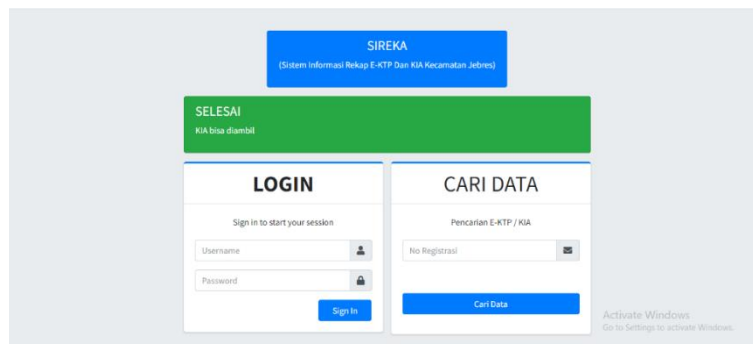 SIREKA
(Sistem Informasi Rekap E-KTP Dan KIA Kecamatan Jebres)
SELESAI
KIA bisa diambil
LOGIN
Sign in to start your session
Username
Password
Sign In
CARI DATA
Pencarian E-KTP / KIA
No Registrasi
Cari Data
Activate Windows
Go to Settings to activate Windows.